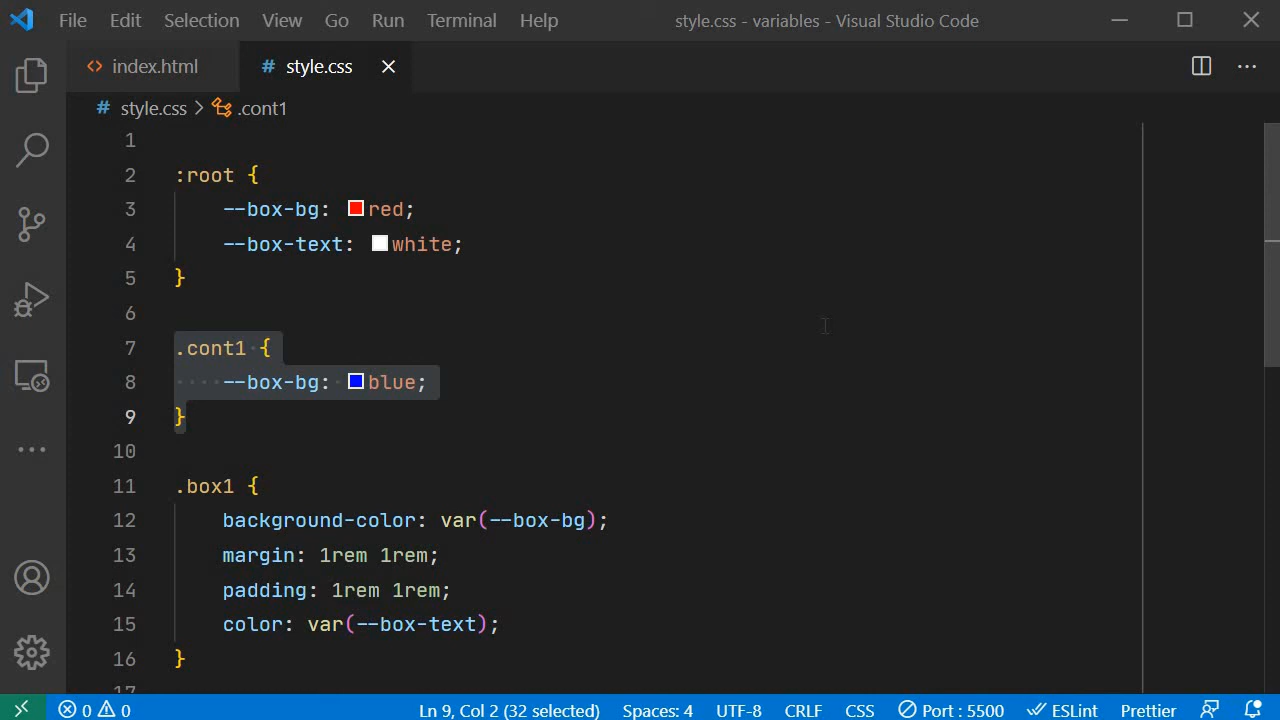 File Edit Selection View Go Run Terminal Help style.css - variables - Visual Studio Code
index.html # style.css
# style.css > .cont1
1
2 :root {
3 --box-bg: red;
4 --box-text: white;
5 }
6
7 .cont1 {
8 --box-bg: blue;
9 }
10
11 .box1 {
12 background-color: var(--box-bg);
13 margin: 1rem 1rem;
14 padding: 1rem 1rem;
15 color: var(--box-text);
16 }
17
0 0 Ln 9, Col 2 (32 selected) Spaces: 4 UTF-8 CRLF CSS Port : 5500 ESLint Prettier